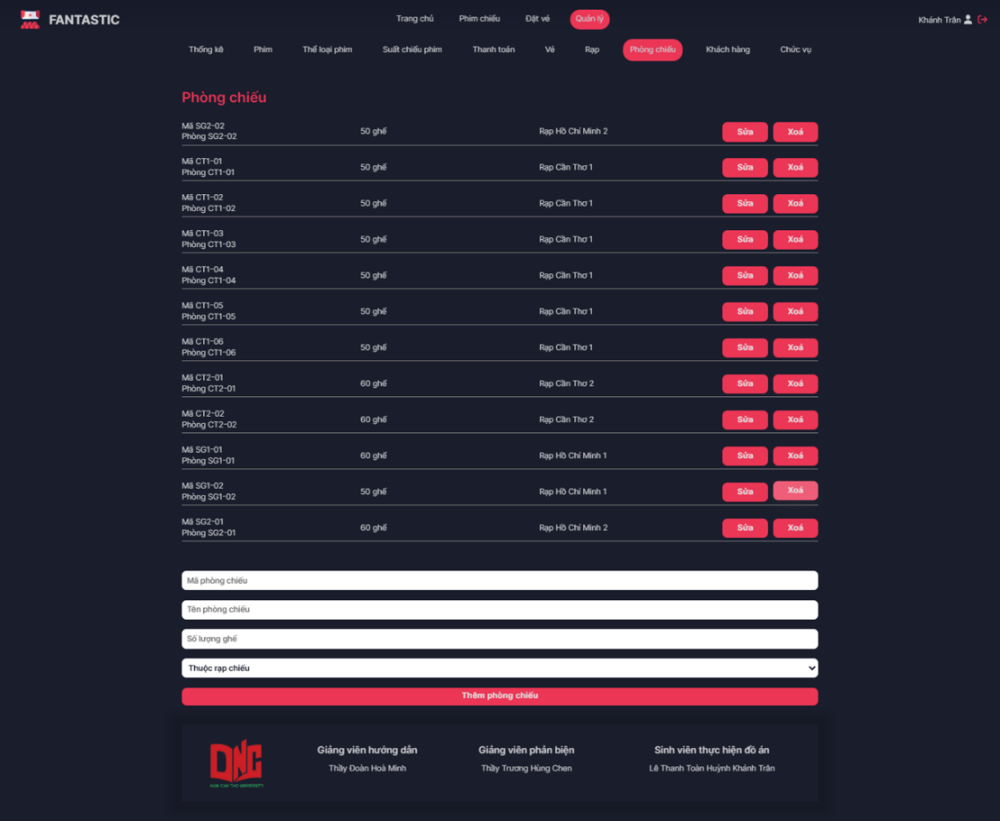 FANTASTIC
Trang chủ Phim chiếu Đặt vé Quản lý
Khánh Trân
Thống kê Phim Thể loại phim Suất chiếu phim Thanh toán Vé Rạp Phòng chiếu Khách hàng Chức vụ
Phòng chiếu
Mã SG2-02
Phòng SG2-02
50 ghế Rạp Hồ Chí Minh 2 Sửa Xoá
Mã CT1-01
Phòng CT1-01
50 ghế Rạp Cần Thơ 1 Sửa Xoá
Mã CT1-02
Phòng CT1-02
50 ghế Rạp Cần Thơ 1 Sửa Xoá
Mã CT1-03
Phòng CT1-03
50 ghế Rạp Cần Thơ 1 Sửa Xoá
Mã CT1-04
Phòng CT1-04
50 ghế Rạp Cần Thơ 1 Sửa Xoá
Mã CT1-05
Phòng CT1-05
50 ghế Rạp Cần Thơ 1 Sửa Xoá
Mã CT1-06
Phòng CT1-06
50 ghế Rạp Cần Thơ 1 Sửa Xoá
Mã CT2-01
Phòng CT2-01
60 ghế Rạp Cần Thơ 2 Sửa Xoá
Mã CT2-02
Phòng CT2-02
60 ghế Rạp Cần Thơ 2 Sửa Xoá
Mã SG1-01
Phòng SG1-01
60 ghế Rạp Hồ Chí Minh 1 Sửa Xoá
Mã SG1-02
Phòng SG1-02
50 ghế Rạp Hồ Chí Minh 1 Sửa Xoá
Mã SG2-01
Phòng SG2-01
60 ghế Rạp Hồ Chí Minh 2 Sửa Xoá
Mã phòng chiếu
Tên phòng chiếu
Số lượng ghế
Thuộc rạp chiếu
Thêm phòng chiếu
DNC
NAM CAN THO UNIVERSITY
Giảng viên hướng dẫn Giảng viên phản biện Sinh viên thực hiện đồ án
Thầy Đoàn Hoà Minh Thầy Trương Hùng Chen Lê Thanh Toàn Huỳnh Khánh Trân